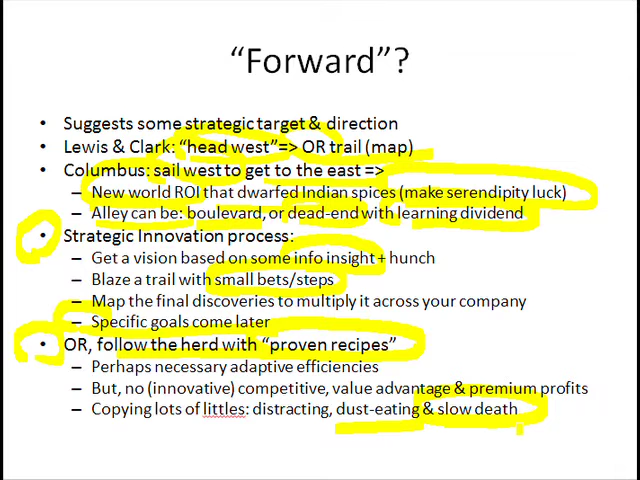 “Forward”?
• Suggests some strategic target & direction
• Lewis & Clark: “head west”=> OR trail (map)
• Columbus: sail west to get to the east =>
– New world ROI that dwarfed Indian spices (make serendipity luck)
– Alley can be: boulevard, or dead-end with learning dividend
• Strategic Innovation process:
– Get a vision based on some info insight + hunch
– Blaze a trail with small bets/steps
– Map the final discoveries to multiply it across your company
– Specific goals come later
• OR, follow the herd with “proven recipes”
– Perhaps necessary adaptive efficiencies
– But, no (innovative) competitive, value advantage & premium profits
– Copying lots of littles: distracting, dust-eating & slow death